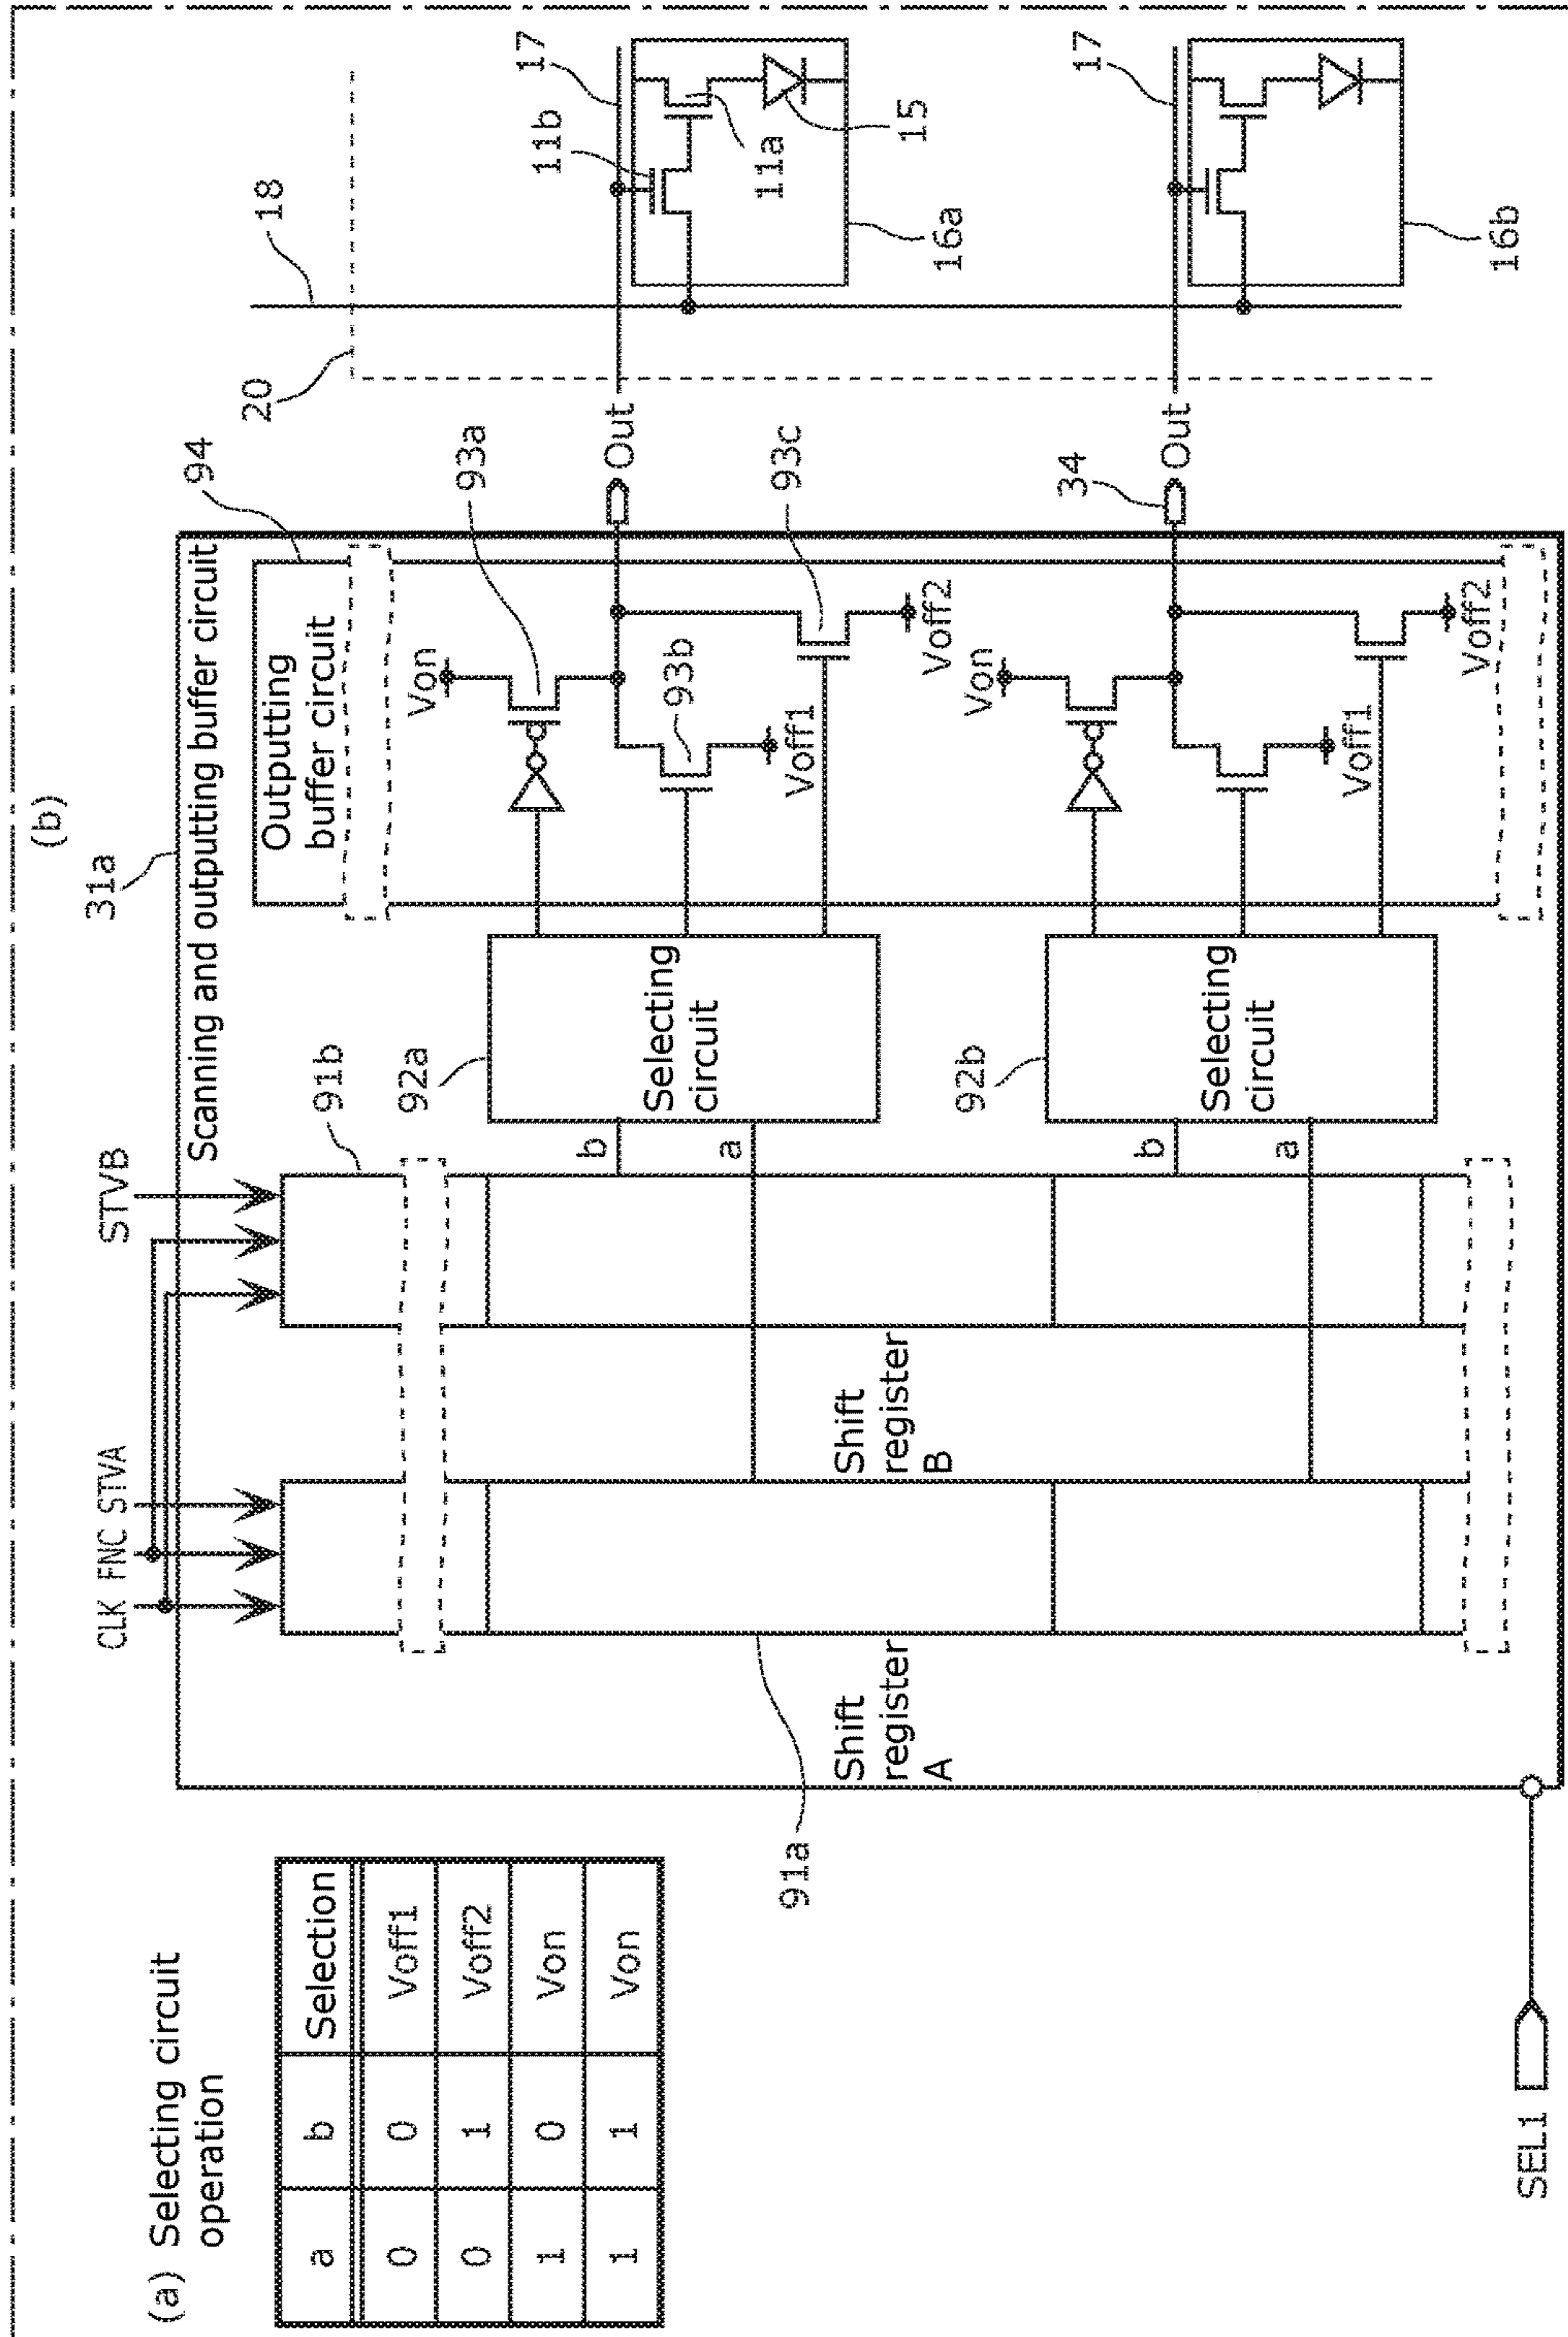 (a) Selecting circuit
operation
a b Selection
0 0 Voff1
0 1 Voff2
1 0 Von
1 1 Von
SEL1
(b)
31a
CLK FNC STVA
STVB
Scanning and outputting buffer circuit
91a
Shift
register
A
Shift
register
B
91b
b
a
92a
Selecting
circuit
b
a
92b
Selecting
circuit
Outputting
buffer circuit
94
Von
93a
93b
Voff1
93c
Voff2
Out
Von
Voff1
Voff2
34
Out
20
18
17
11b
11a
15
16a
17
16b